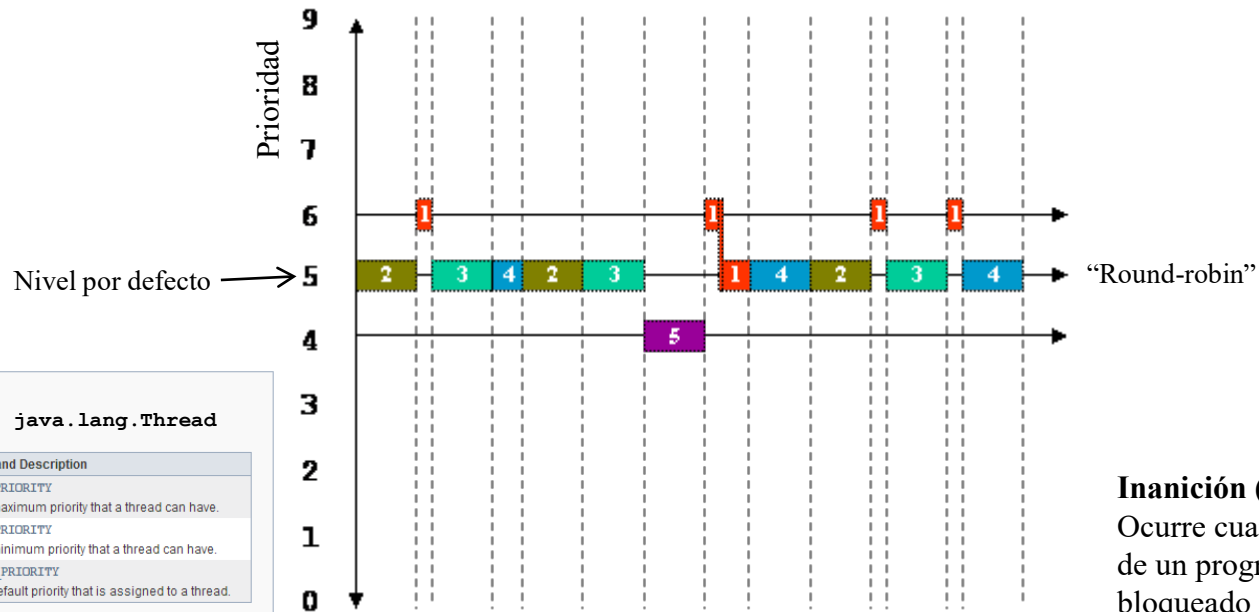 Prioridad
9
8
7
6
5
4
3
2
1
0
1 1 1 1
2 3 4 2 3 1 4 2 3 4
5
Nivel por defecto
“Round-robin”
java.lang.Thread
and Description
PRIORITY
aximum priority that a thread can have.
PRIORITY
inimum priority that a thread can have.
_PRIORITY
efault priority that is assigned to a thread.
Inanición (
Ocurre cua
de un progr
bloqueado